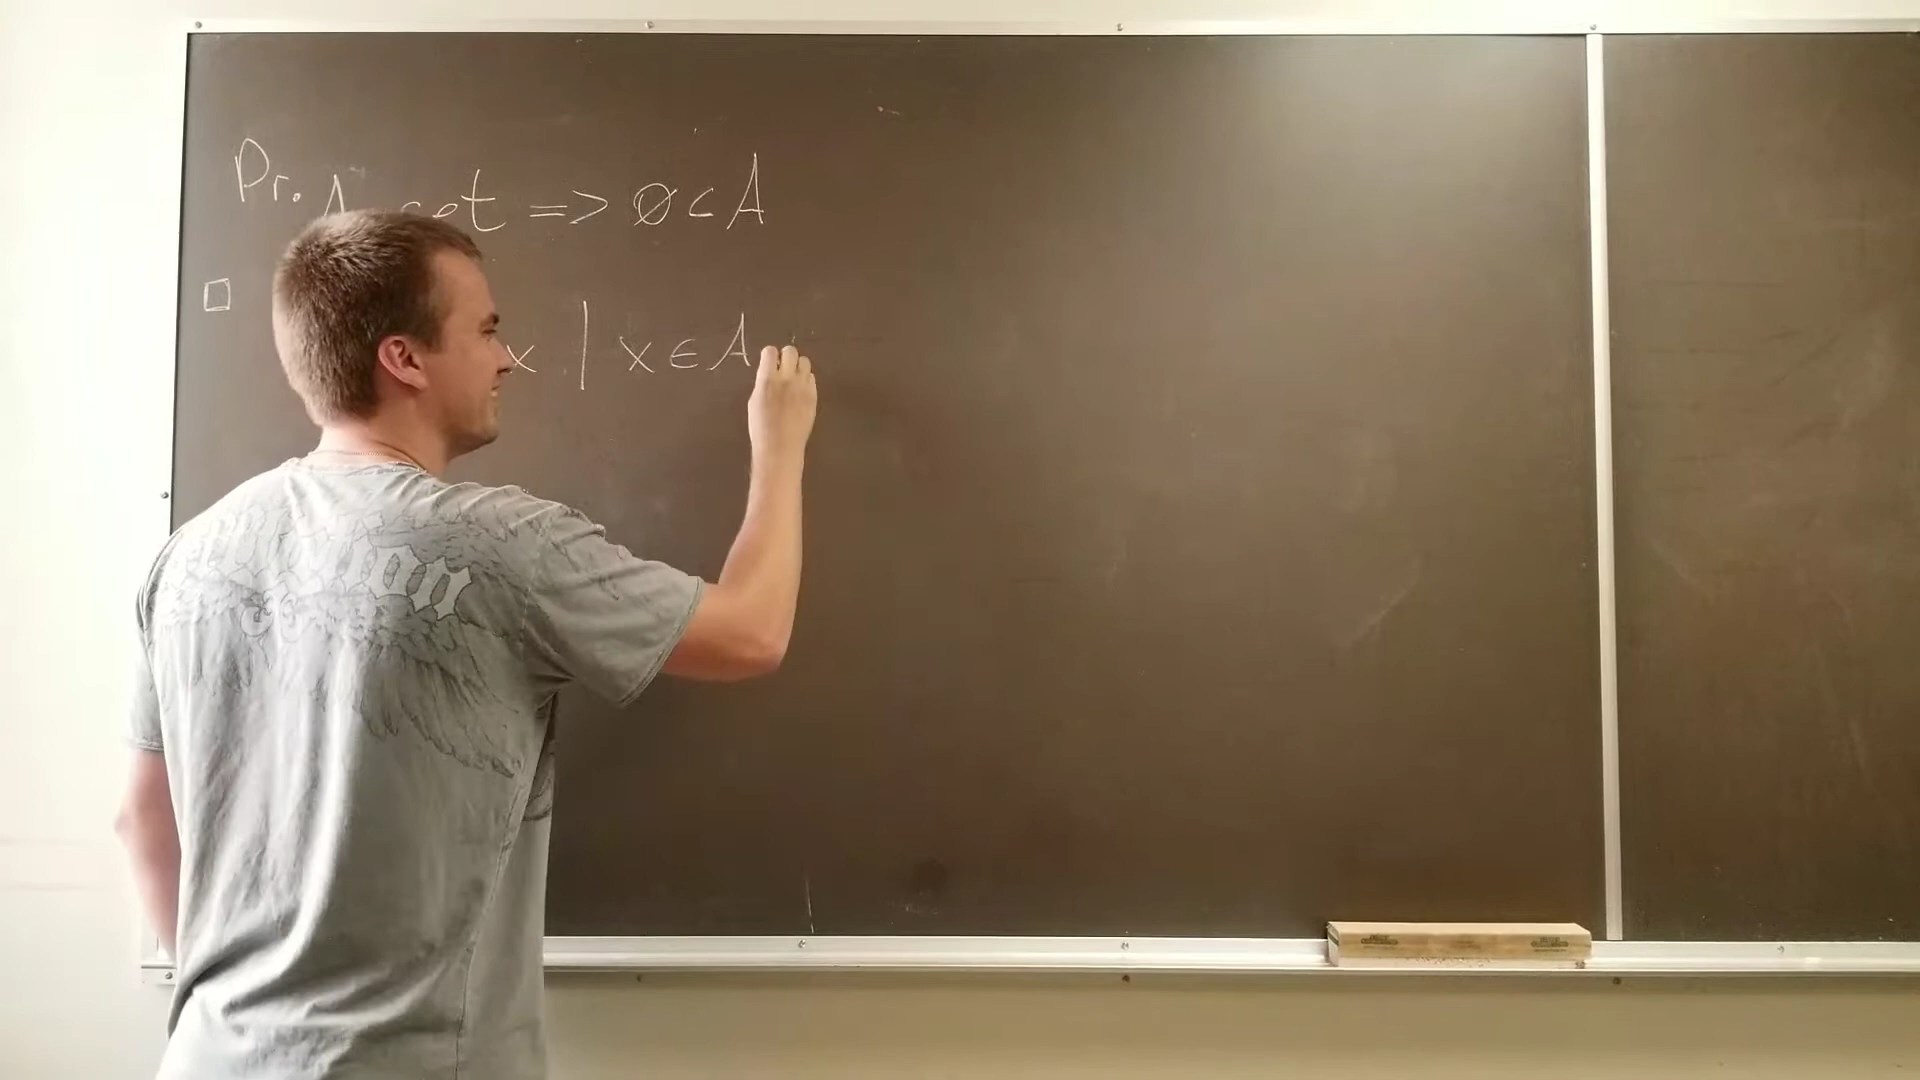 Pr. A set => ∅ ⊂ A
□
x | x ∈ A